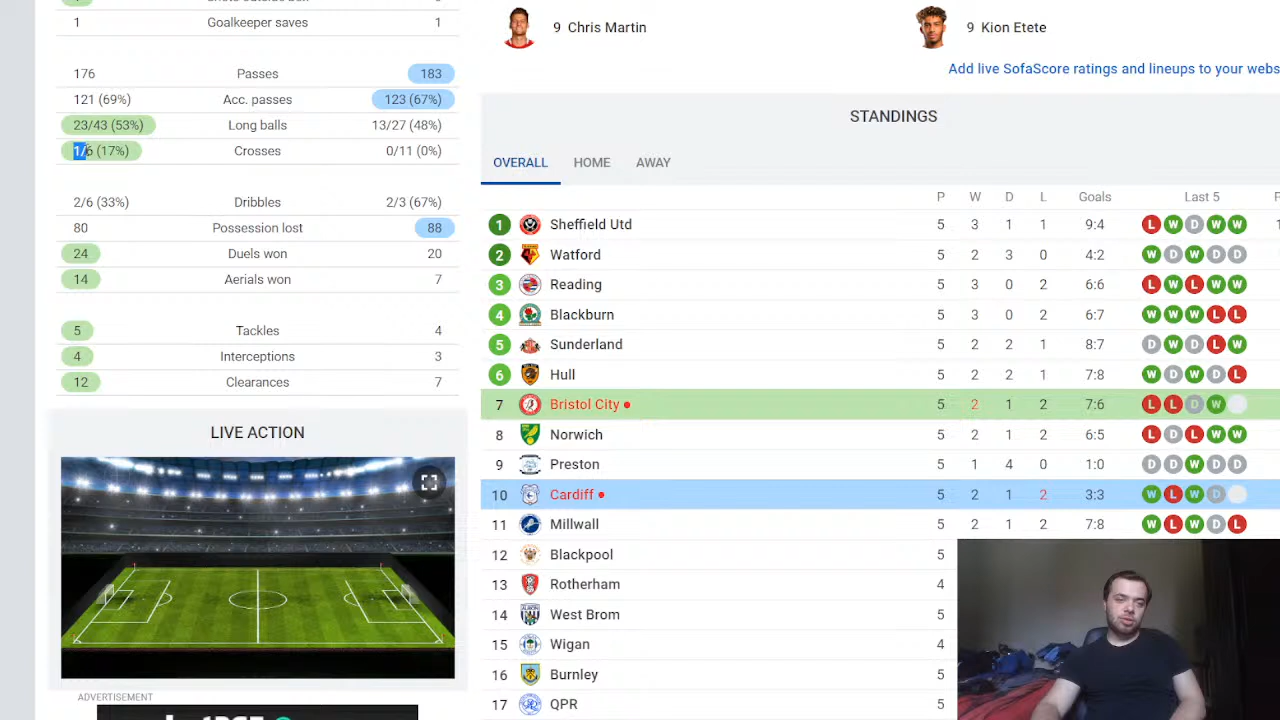 1 Goalkeeper saves 1
176 Passes 183
121 (69%) Acc. passes 123 (67%)
23/43 (53%) Long balls 13/27 (48%)
1/6 (17%) Crosses 0/11 (0%)
2/6 (33%) Dribbles 2/3 (67%)
80 Possession lost 88
24 Duels won 20
14 Aerials won 7
5 Tackles 4
4 Interceptions 3
12 Clearances 7
LIVE ACTION
ADVERTISEMENT
9 Chris Martin
9 Kion Etete
Add live SofaScore ratings and lineups to your webs
STANDINGS
OVERALL HOME AWAY
P W D L Goals Last 5
1 Sheffield Utd 5 3 1 1 9:4 L W D W W
2 Watford 5 2 3 0 4:2 W D W D D
3 Reading 5 3 0 2 6:6 L W L W W
4 Blackburn 5 3 0 2 6:7 W W W L L
5 Sunderland 5 2 2 1 8:7 D W D L W
6 Hull 5 2 2 1 7:8 W D W D L
7 Bristol City 5 2 1 2 7:6 L L D W
8 Norwich 5 2 1 2 6:5 L D L W W
9 Preston 5 1 4 0 1:0 D D W D D
10 Cardiff 5 2 1 2 3:3 W L W D
11 Millwall 5 2 1 2 7:8 W L W D L
12 Blackpool 5
13 Rotherham 4
14 West Brom 5
15 Wigan 4
16 Burnley 5
17 QPR 5